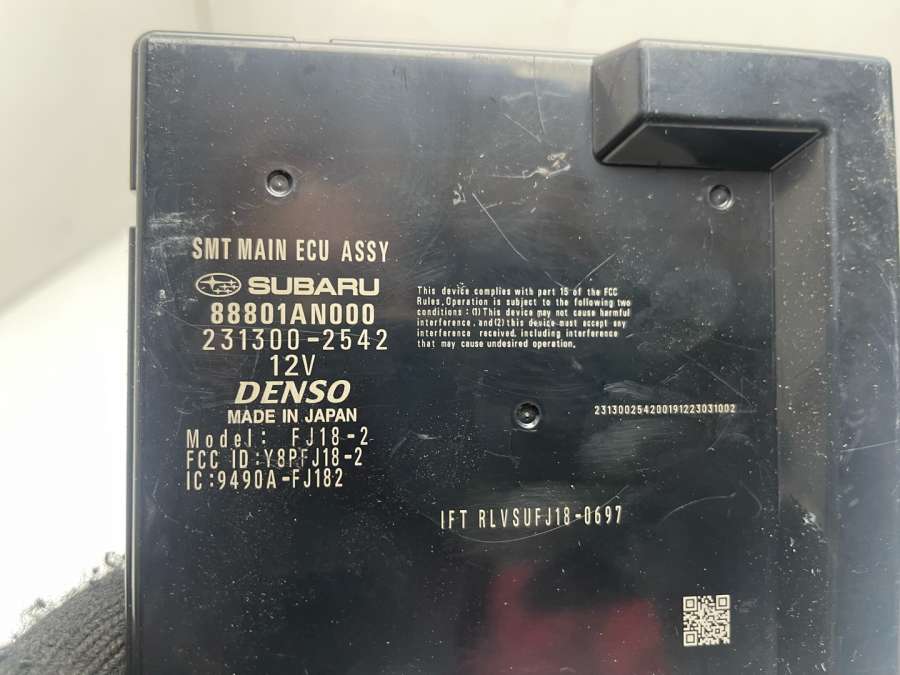 SMT MAIN ECU ASSY
SUBARU
88801AN000
231300-2542
12V
DENSO
MADE IN JAPAN
Model: FJ18-2
FCC ID:Y8PFJ18-2
IC:9490A-FJ182
This device complies with part 15 of the FCC
Rules.Operation is subject to the following two
conditions:(1)This device may not cause harmful
interference.and(2)this device must accept any
interference received, including interference
that may cause undesired operation.
231300254200191223031002
IFT RLVSUFJ18-0697